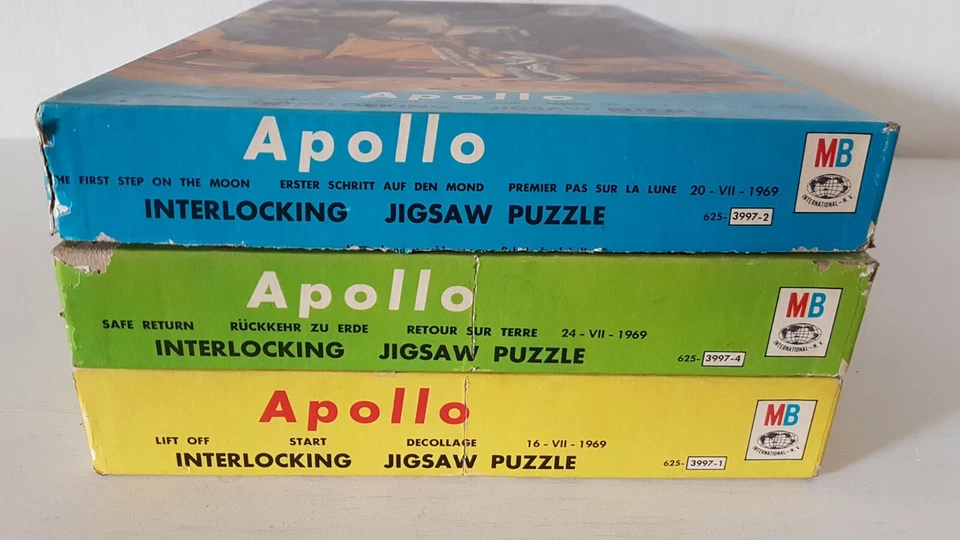 Apollo
Apollo
THE FIRST STEP ON THE MOON ERSTER SCHRITT AUF DEN MOND PREMIER PAS SUR LA LUNE 20 - VII - 1969
INTERLOCKING JIGSAW PUZZLE
625- 3997-2
MB
INTERNATIONAL - N.V.
Apollo
SAFE RETURN RÜCKKEHR ZU ERDE RETOUR SUR TERRE 24 - VII - 1969
INTERLOCKING JIGSAW PUZZLE
625- 3997-4
MB
INTERNATIONAL - N.V.
Apollo
LIFT OFF START DECOLLAGE 16 - VII - 1969
INTERLOCKING JIGSAW PUZZLE
625- 3997-1
MB
INTERNATIONAL - N.V.